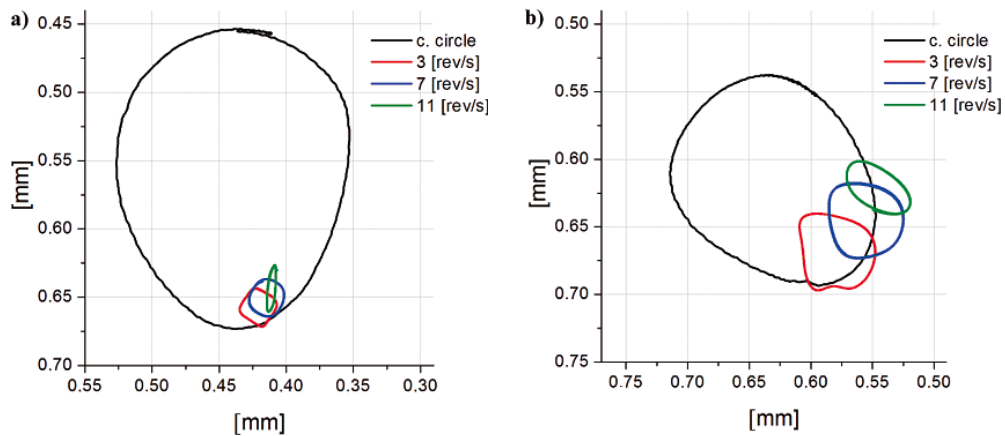 a)
0.45
0.50
0.55
0.60
0.65
0.70
[mm]
0.55 0.50 0.45 0.40 0.35 0.30
[mm]
c. circle
3 [rev/s]
7 [rev/s]
11 [rev/s]
b)
0.50
0.55
0.60
0.65
0.70
0.75
[mm]
0.75 0.70 0.65 0.60 0.55 0.50
[mm]
c. circle
3 [rev/s]
7 [rev/s]
11 [rev/s]